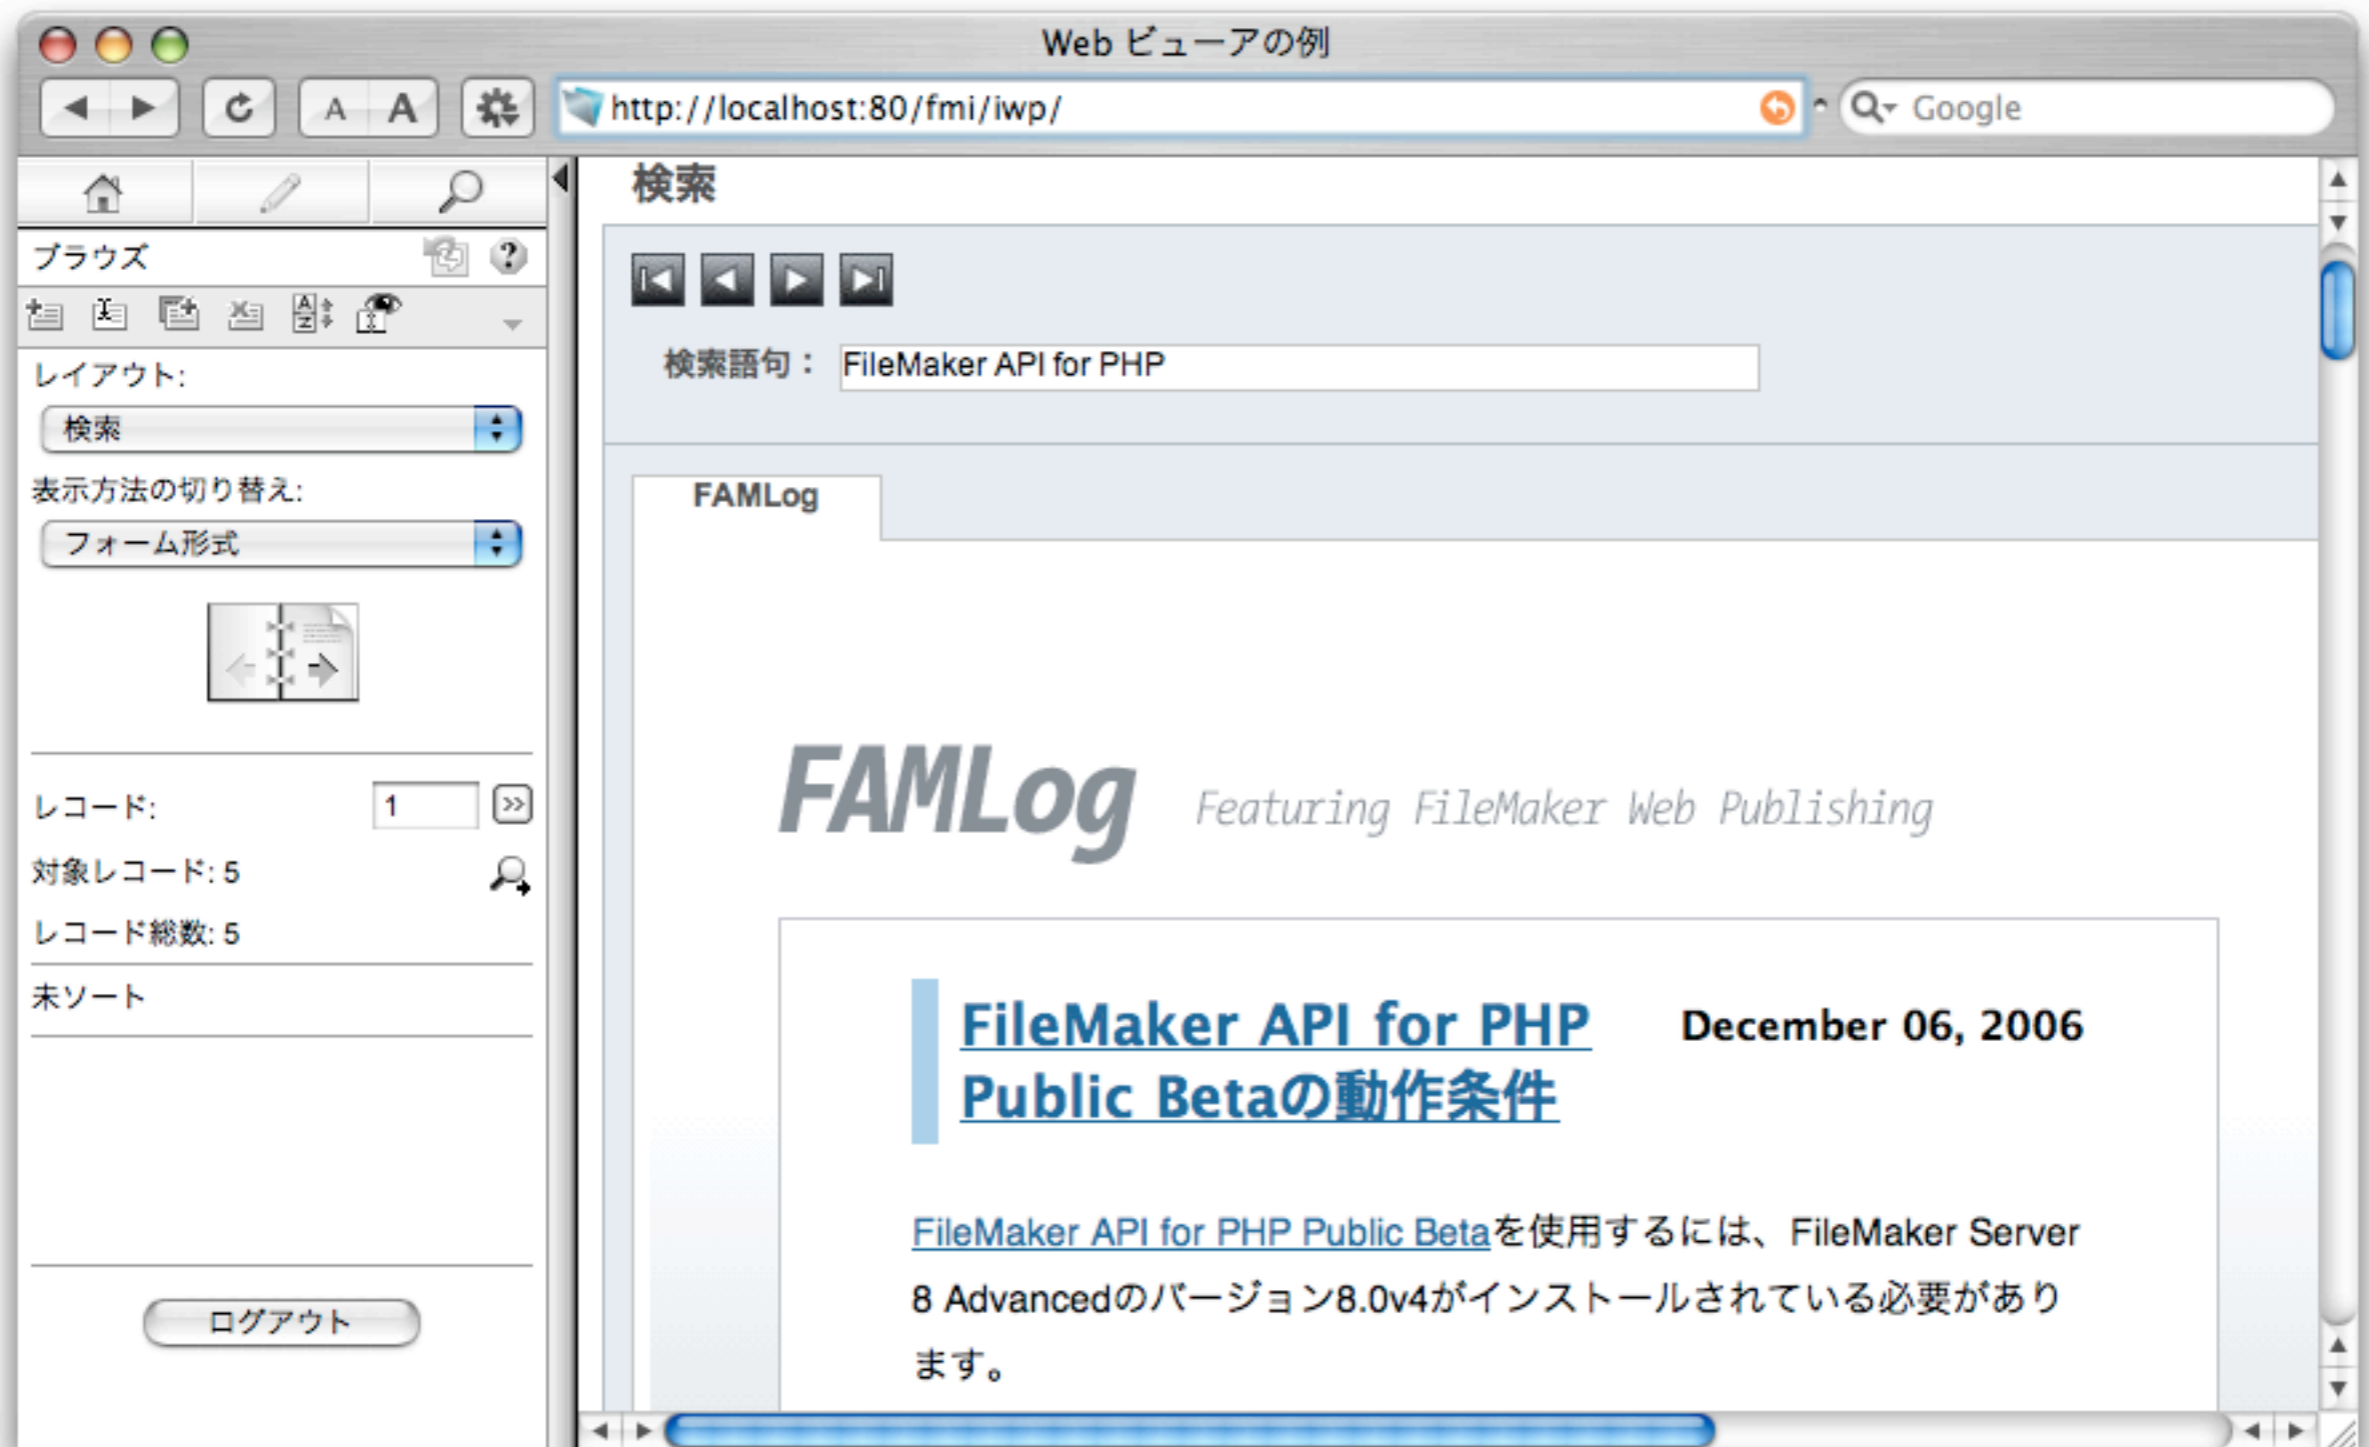 Web ビューアの例
A A
http://localhost:80/fmi/iwp/
Google
ブラウズ
レイアウト:
検索
表示方法の切り替え:
フォーム形式
レコード: 1
対象レコード: 5
レコード総数: 5
未ソート
ログアウト
検索
検索語句： FileMaker API for PHP
FAMLog
FAMLog Featuring FileMaker Web Publishing
FileMaker API for PHP December 06, 2006
Public Betaの動作条件
FileMaker API for PHP Public Betaを使用するには、FileMaker Server
8 Advancedのバージョン8.0v4がインストールされている必要があり
ます。